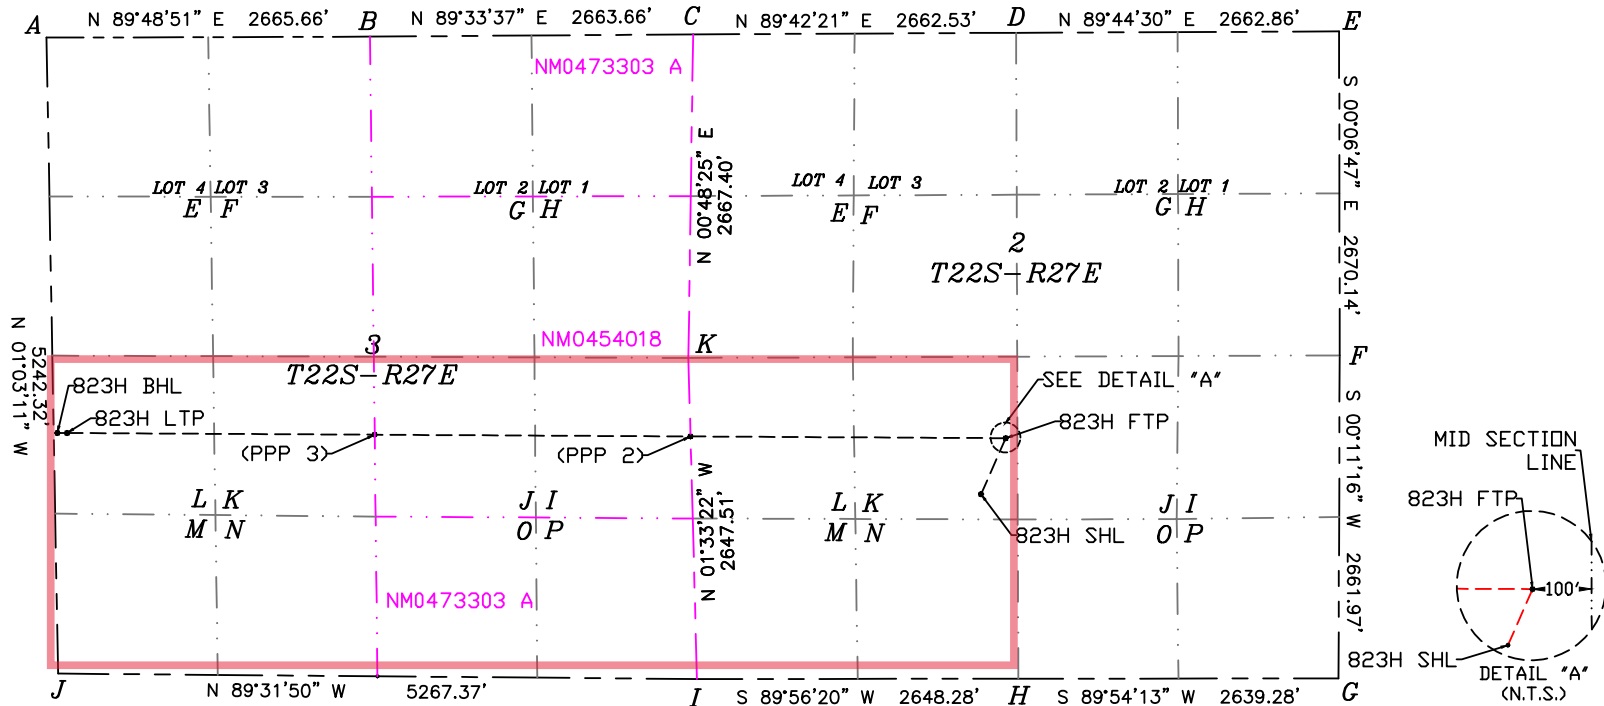 A
N 89°48'51" E 2665.66'
B
N 89°33'37" E 2663.66'
C
N 89°42'21" E 2662.53'
D
N 89°44'30" E 2662.86'
E
NM0473303 A
N 00°48'25" E
2667.40'
S 00°06'47" E 2670.14'
LOT 4 LOT 3
E F
LOT 2 LOT 1
G H
LOT 4 LOT 3
E F
LOT 2 LOT 1
G H
2
T22S-R27E
NM0454018
3
T22S-R27E
K
F
N 01°03'11" W
5242.32'
823H BHL
823H LTP
(PPP 3)
(PPP 2)
SEE DETAIL "A"
823H FTP
S 00°11'16" W 2661.97'
L K
M N
J I
O P
N 01°33'22" W
2647.51'
L K
M N
823H SHL
J I
O P
NM0473303 A
J
N 89°31'50" W 5267.37'
I
S 89°56'20" W 2648.28'
H
S 89°54'13" W 2639.28'
G
MID SECTION
LINE
823H FTP
100'
823H SHL
DETAIL "A"
(N.T.S.)